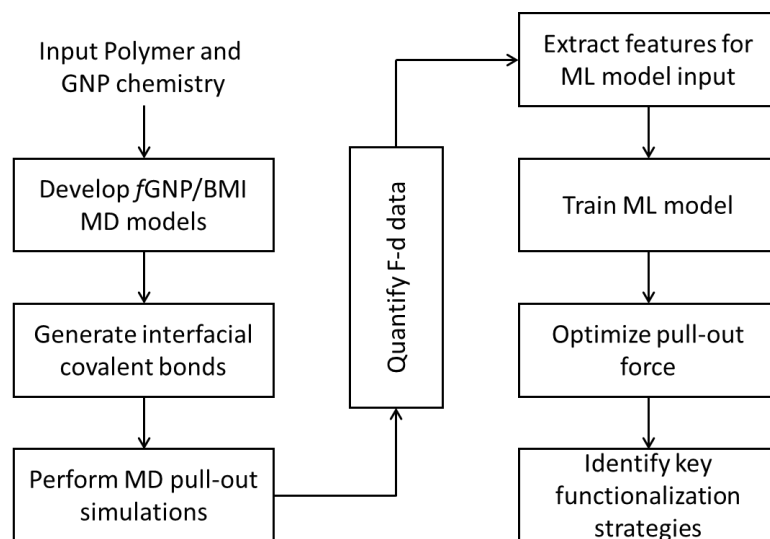 Input Polymer and
GNP chemistry
Develop fGNP/BMI
MD models
Generate interfacial
covalent bonds
Perform MD pull-out
simulations
Quantify F-d data
Extract features for
ML model input
Train ML model
Optimize pull-out
force
Identify key
functionalization
strategies